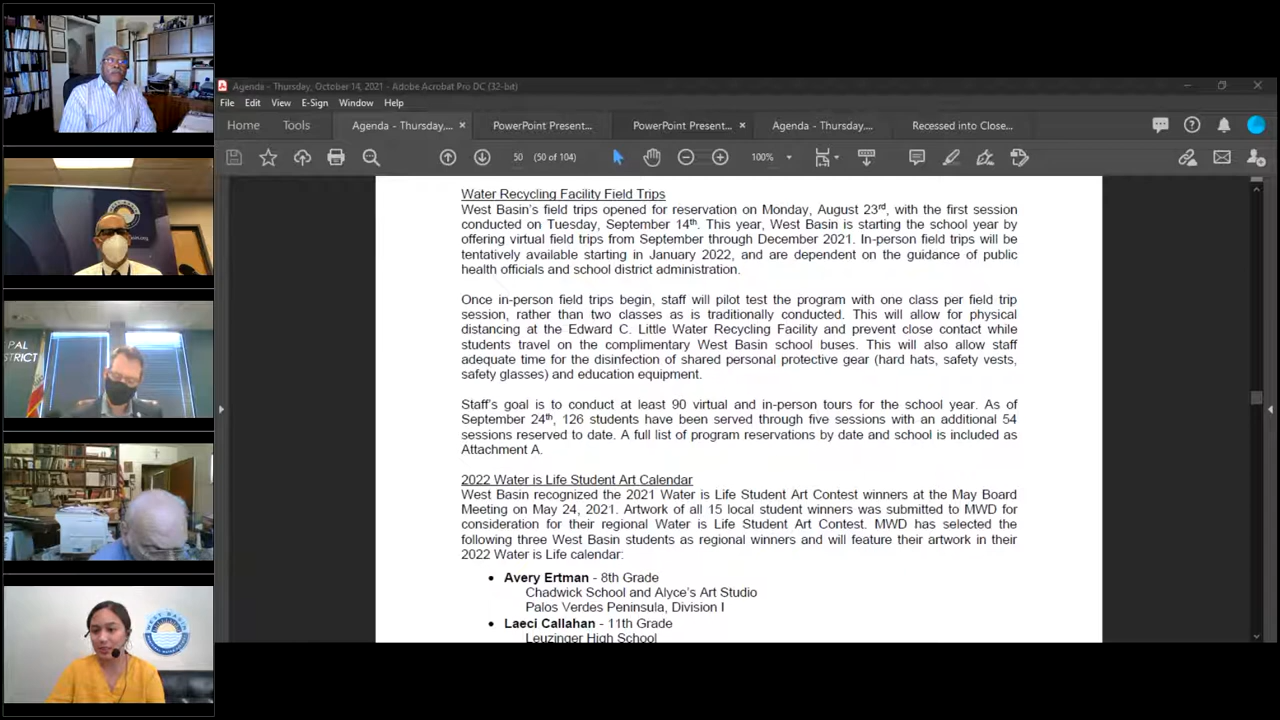 Agenda - Thursday, October 14, 2021 - Adobe Acrobat Pro DC (32-bit)
File Edit View E-Sign Window Help
Home Tools Agenda - Thursday,... PowerPoint Present... PowerPoint Present... Agenda - Thursday,... Recessed into Close...
50 (50 of 104) 100%
Water Recycling Facility Field Trips
West Basin's field trips opened for reservation on Monday, August 23rd, with the first session
conducted on Tuesday, September 14th. This year, West Basin is starting the school year by
offering virtual field trips from September through December 2021. In-person field trips will be
tentatively available starting in January 2022, and are dependent on the guidance of public
health officials and school district administration.
Once in-person field trips begin, staff will pilot test the program with one class per field trip
session, rather than two classes as is traditionally conducted. This will allow for physical
distancing at the Edward C. Little Water Recycling Facility and prevent close contact while
students travel on the complimentary West Basin school buses. This will also allow staff
adequate time for the disinfection of shared personal protective gear (hard hats, safety vests,
safety glasses) and education equipment.
Staff's goal is to conduct at least 90 virtual and in-person tours for the school year. As of
September 24th, 126 students have been served through five sessions with an additional 54
sessions reserved to date. A full list of program reservations by date and school is included as
Attachment A.
2022 Water is Life Student Art Calendar
West Basin recognized the 2021 Water is Life Student Art Contest winners at the May Board
Meeting on May 24, 2021. Artwork of all 15 local student winners was submitted to MWD for
consideration for their regional Water is Life Student Art Contest. MWD has selected the
following three West Basin students as regional winners and will feature their artwork in their
2022 Water is Life calendar:
• Avery Ertman - 8th Grade
Chadwick School and Alyce's Art Studio
Palos Verdes Peninsula, Division I
• Laeci Callahan - 11th Grade
Leuzinger High School
PAL
STRICT
WEST BASIN